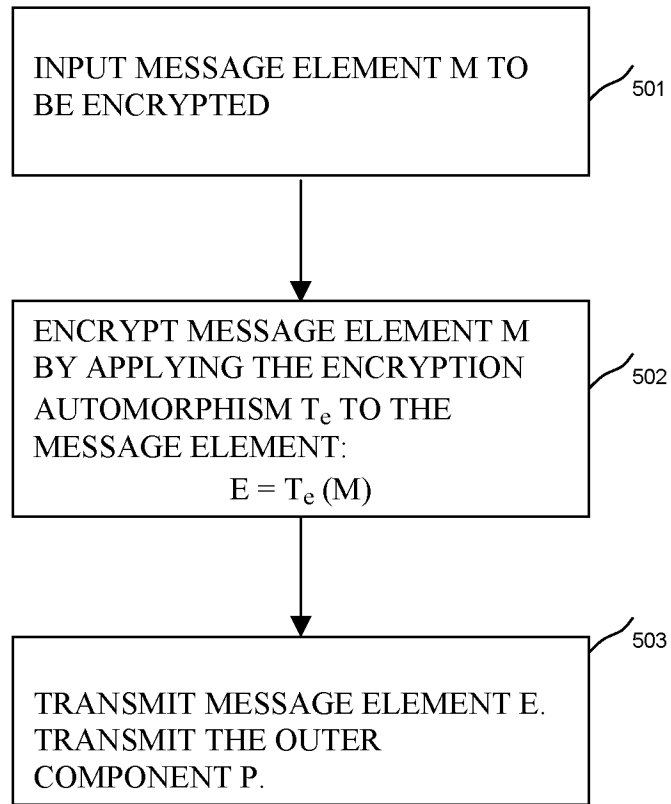 INPUT MESSAGE ELEMENT M TO
BE ENCRYPTED
501
ENCRYPT MESSAGE ELEMENT M
BY APPLYING THE ENCRYPTION
AUTOMORPHISM Te TO THE
MESSAGE ELEMENT:
E = Te (M)
502
TRANSMIT MESSAGE ELEMENT E.
TRANSMIT THE OUTER
COMPONENT P.
503